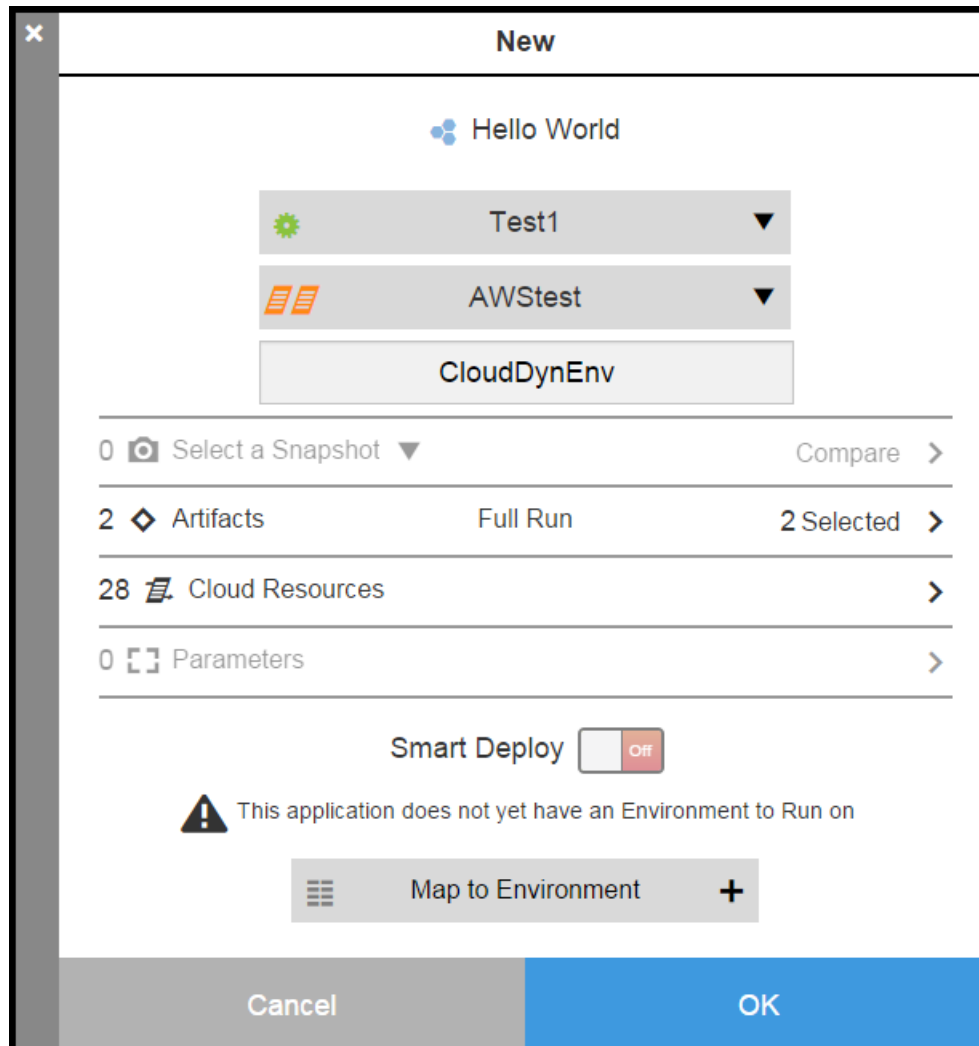 New
Hello World
Test1
AWStest
CloudDynEnv
0 Select a Snapshot Compare
2 Artifacts Full Run 2 Selected
28 Cloud Resources
0 Parameters
Smart Deploy Off
This application does not yet have an Environment to Run on
Map to Environment
Cancel OK